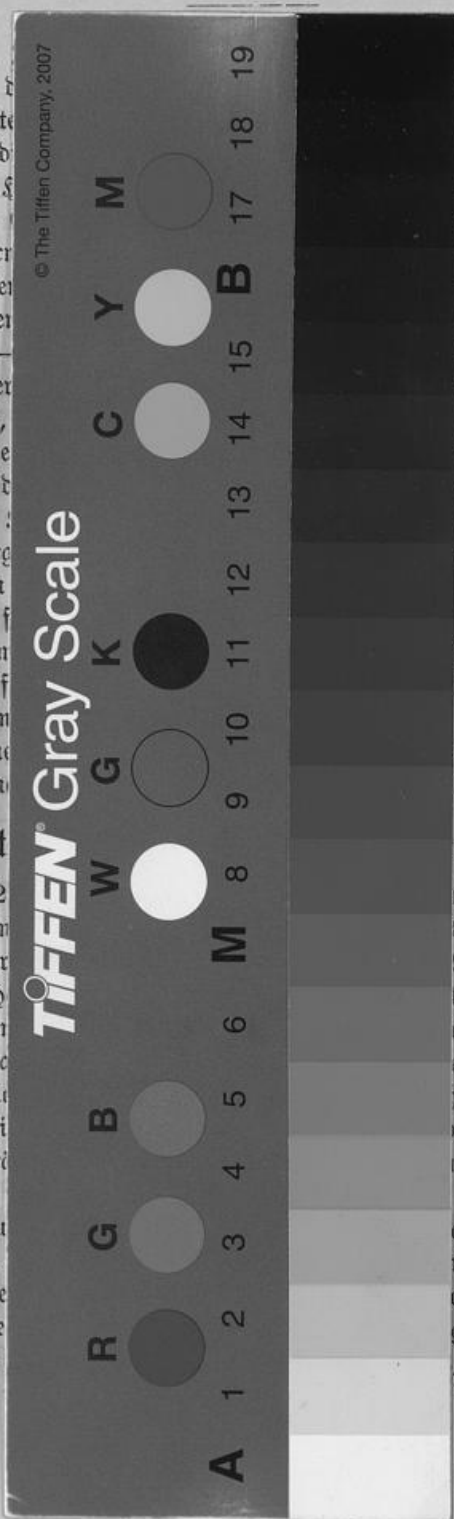 © The Tiffen Company, 2007
TIFFEN® Gray Scale
R G B W G K C Y M
A 1 2 3 4 5 6 M 8 9 10 11 12 13 14 15 B 17 18 19